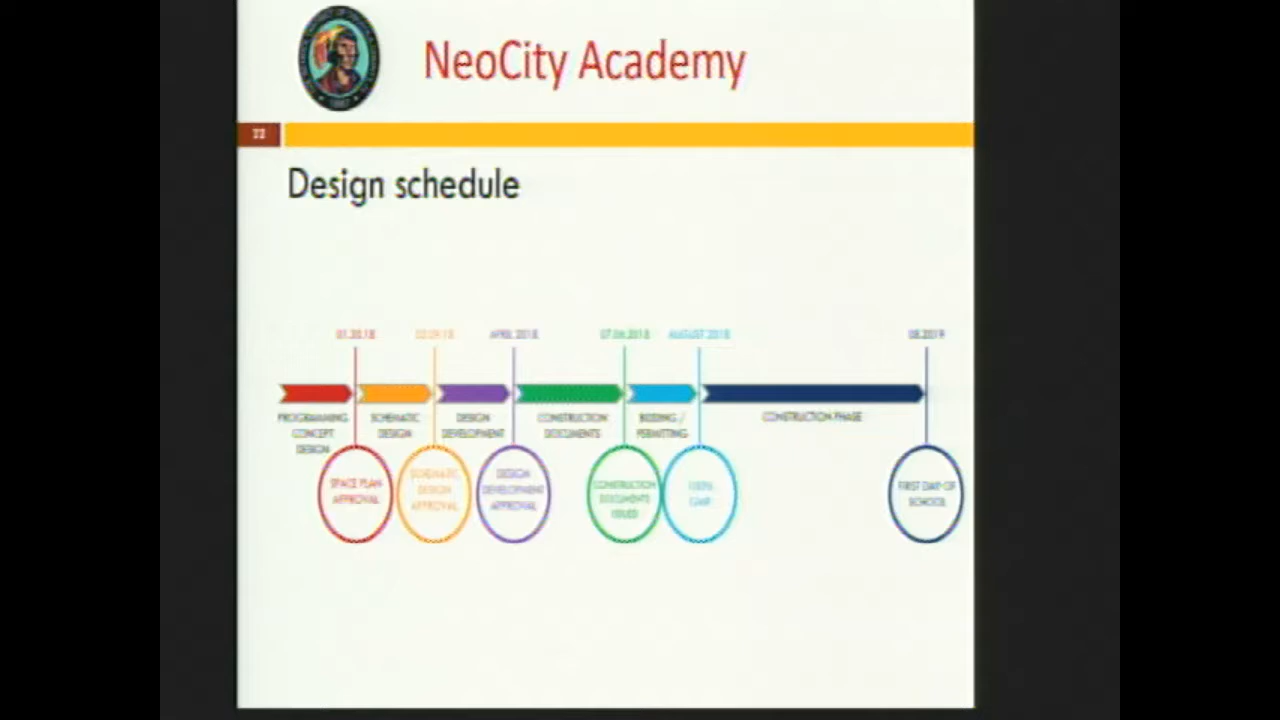 NeoCity Academy
22
Design schedule
01.30.18
APRIL 2018
07.06.2018
AUGUST 2018
08.2019
PROGRAMMING
CONCEPT
DESIGN
SCHEMATIC
DESIGN
DESIGN
DEVELOPMENT
CONSTRUCTION
DOCUMENTS
BIDDING /
PERMITTING
CONSTRUCTION PHASE
SPACE PLAN
APPROVAL
SCHEMATIC
DESIGN
APPROVAL
DESIGN
DEVELOPMENT
APPROVAL
CONSTRUCTION
DOCUMENTS
ISSUED
100%
GMP
FIRST DAY OF
SCHOOL